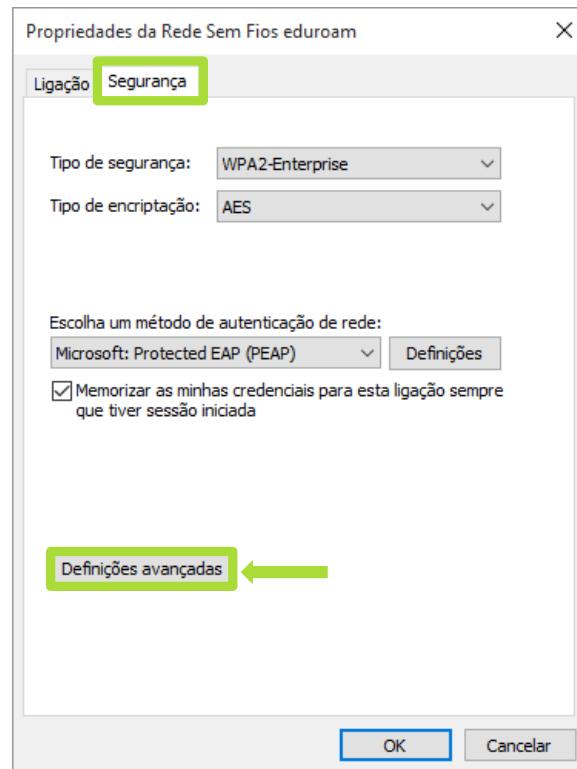 Propriedades da Rede Sem Fios eduroam
Ligação Segurança
Tipo de segurança: WPA2-Enterprise
Tipo de encriptação: AES
Escolha um método de autenticação de rede:
Microsoft: Protected EAP (PEAP) Definições
Memorizar as minhas credenciais para esta ligação sempre
que tiver sessão iniciada
Definições avançadas
OK Cancelar